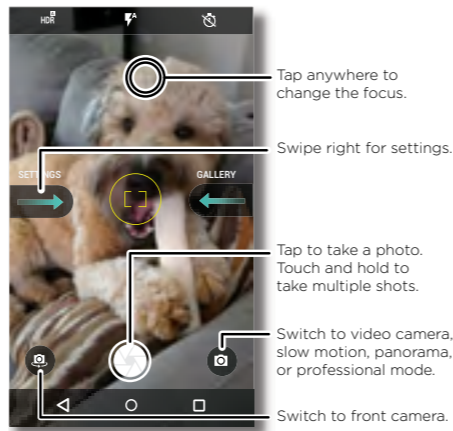 HDR A
A
Tap anywhere to
change the focus.
Swipe right for settings.
SETTINGS
GALLERY
Tap to take a photo.
Touch and hold to
take multiple shots.
Switch to video camera,
slow motion, panorama,
or professional mode.
Switch to front camera.